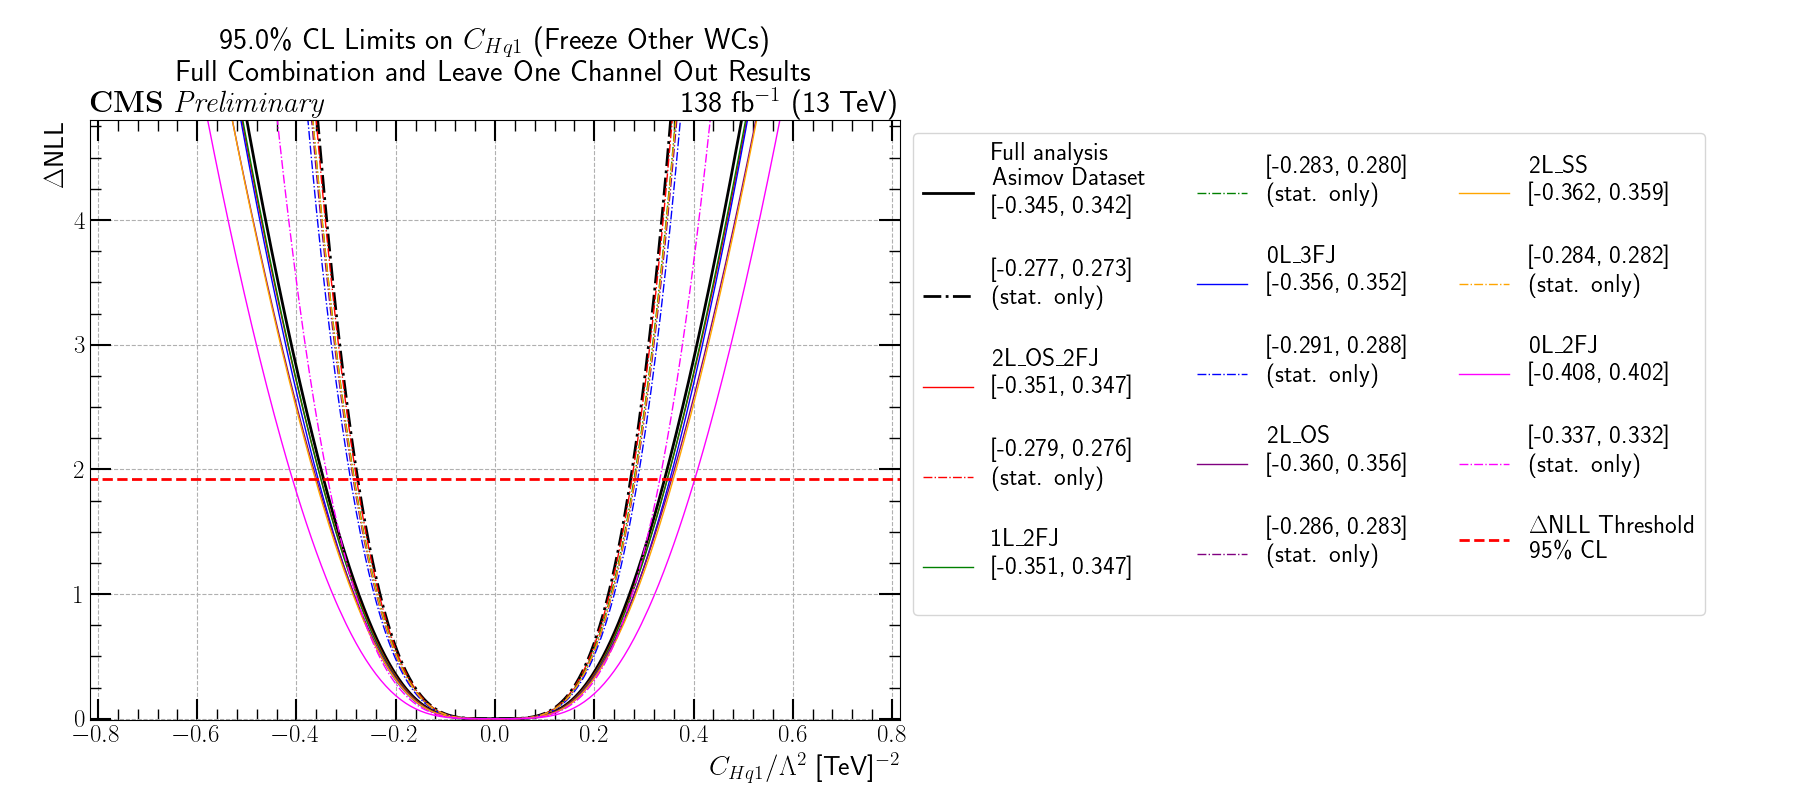 95.0% CL Limits on C_{Hq1} (Freeze Other WCs)
Full Combination and Leave One Channel Out Results
CMS Preliminary
138 fb^{-1} (13 TeV)
ΔNLL
4
3
2
1
0
−0.8 −0.6 −0.4 −0.2 0.0 0.2 0.4 0.6 0.8
C_{Hq1}/Λ^2 [TeV]^{-2}
Full analysis
Asimov Dataset
[-0.345, 0.342]
[-0.277, 0.273]
(stat. only)
2L_OS_2FJ
[-0.351, 0.347]
[-0.279, 0.276]
(stat. only)
1L_2FJ
[-0.351, 0.347]
[-0.283, 0.280]
(stat. only)
0L_3FJ
[-0.356, 0.352]
[-0.291, 0.288]
(stat. only)
2L_OS
[-0.360, 0.356]
[-0.286, 0.283]
(stat. only)
2L_SS
[-0.362, 0.359]
[-0.284, 0.282]
(stat. only)
0L_2FJ
[-0.408, 0.402]
[-0.337, 0.332]
(stat. only)
ΔNLL Threshold
95% CL